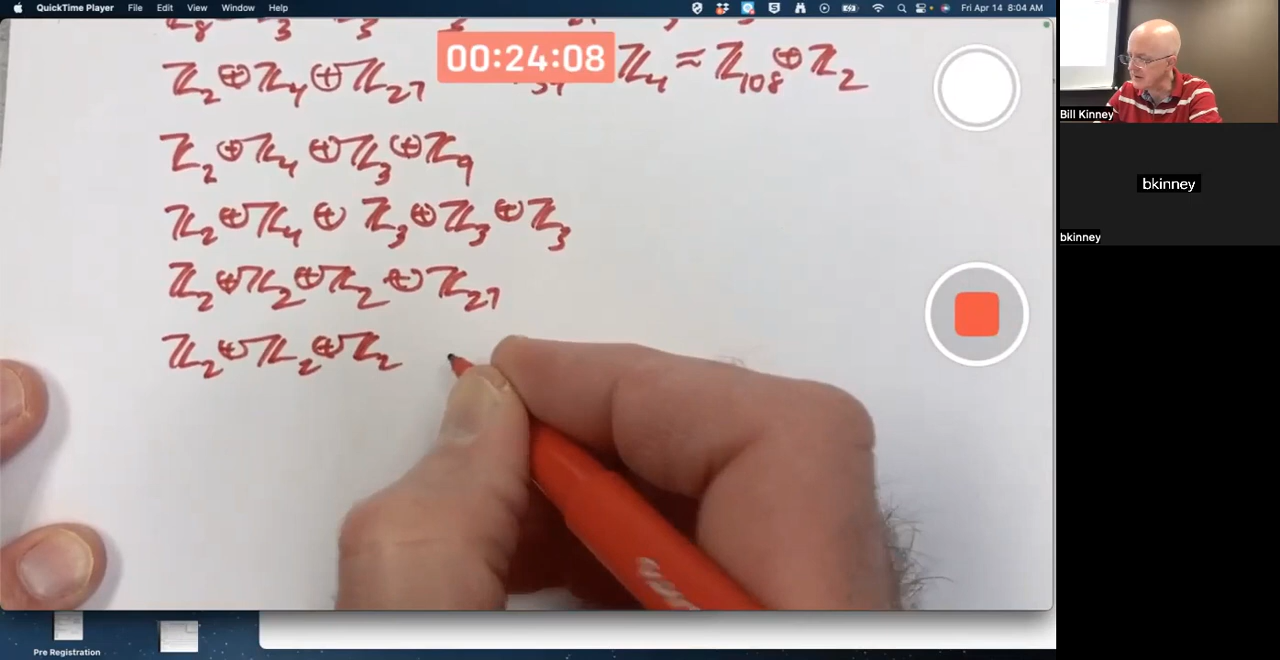 QuickTime Player File Edit View Window Help Fri Apr 14 8:04 AM
00:24:08
ℤ₂ ⊕ ℤ₄ ⊕ ℤ₂₇ ℤ₄ ≈ ℤ₁₀₈ ⊕ ℤ₂
ℤ₂ ⊕ ℤ₄ ⊕ ℤ₃ ⊕ ℤ₉
ℤ₂ ⊕ ℤ₄ ⊕ ℤ₃ ⊕ ℤ₃ ⊕ ℤ₃
ℤ₂ ⊕ ℤ₂ ⊕ ℤ₂ ⊕ ℤ₂₇
ℤ₂ ⊕ ℤ₂ ⊕ ℤ₂
Pre Registration
Bill Kinney
bkinney
bkinney